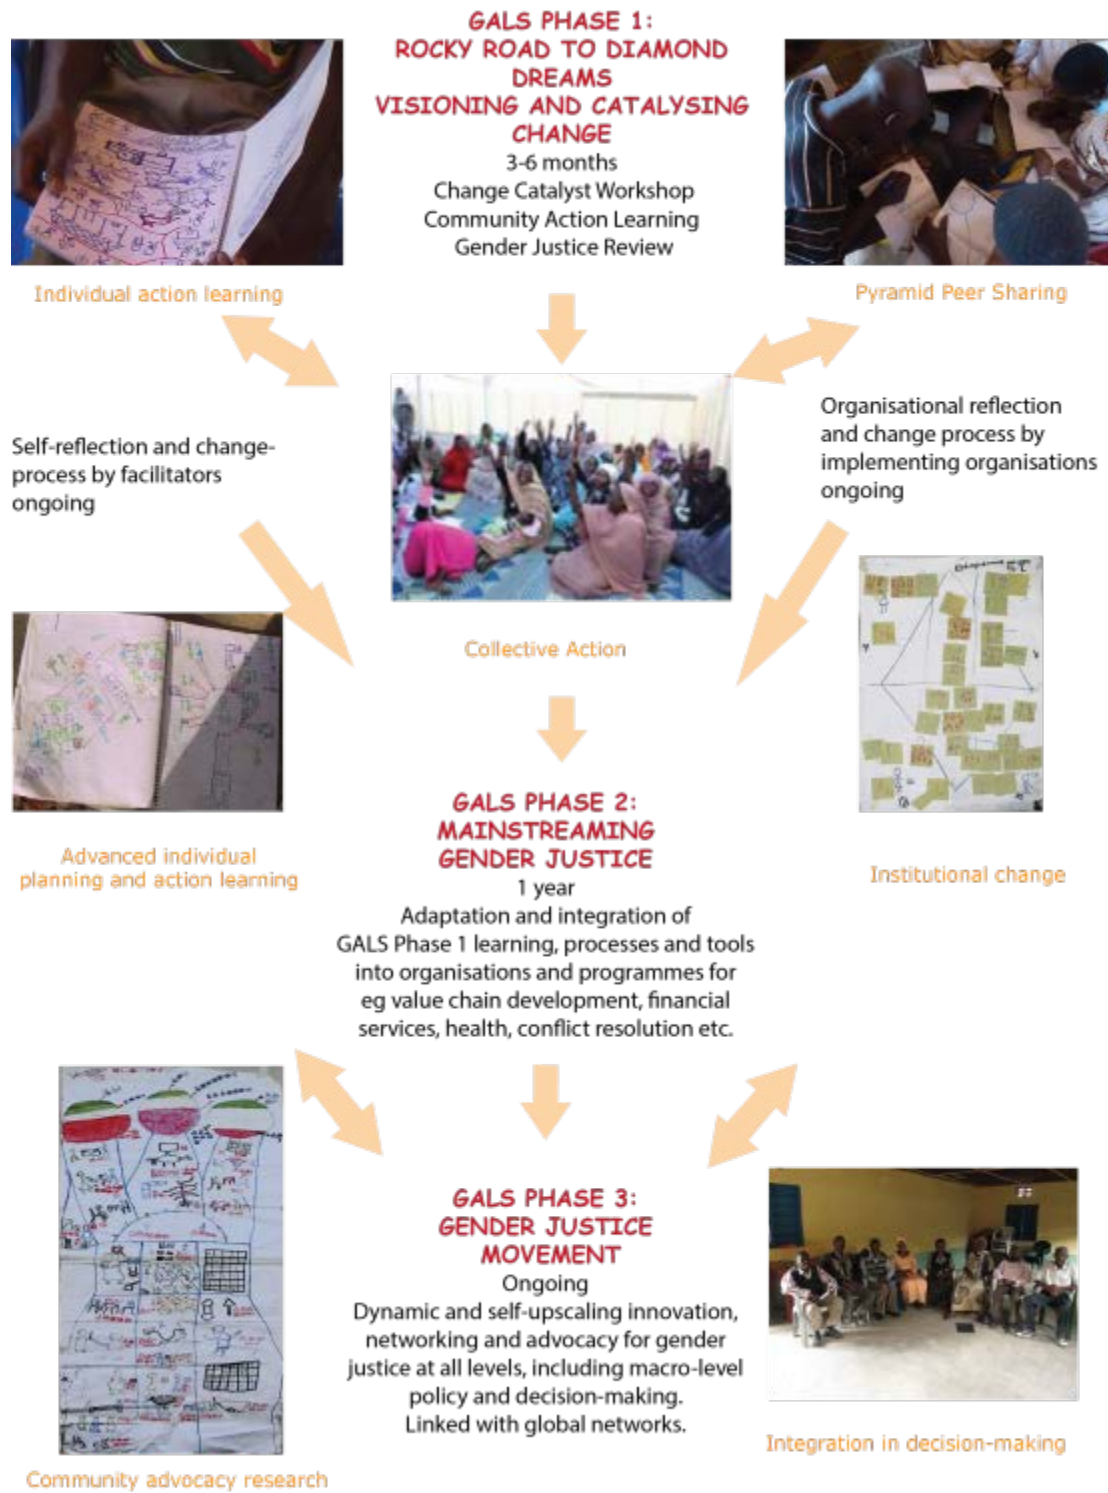 GALS PHASE 1:
ROCKY ROAD TO DIAMOND
DREAMS
VISIONING AND CATALYSING
CHANGE
3-6 months
Change Catalyst Workshop
Community Action Learning
Gender Justice Review
Individual action learning
Pyramid Peer Sharing
Self-reflection and change-
process by facilitators
ongoing
Organisational reflection
and change process by
implementing organisations
ongoing
Collective Action
Advanced individual
planning and action learning
Institutional change
GALS PHASE 2:
MAINSTREAMING
GENDER JUSTICE
1 year
Adaptation and integration of
GALS Phase 1 learning, processes and tools
into organisations and programmes for
eg value chain development, financial
services, health, conflict resolution etc.
GALS PHASE 3:
GENDER JUSTICE
MOVEMENT
Ongoing
Dynamic and self-upscaling innovation,
networking and advocacy for gender
justice at all levels, including macro-level
policy and decision-making.
Linked with global networks.
Community advocacy research
Integration in decision-making